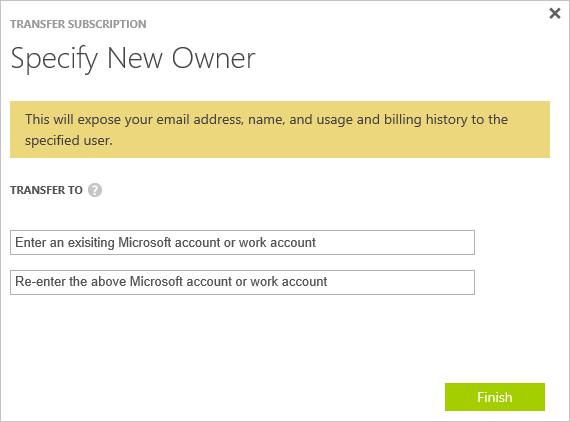 TRANSFER SUBSCRIPTION
Specify New Owner
This will expose your email address, name, and usage and billing history to the
specified user.
TRANSFER TO ?
Enter an exisiting Microsoft account or work account
Re-enter the above Microsoft account or work account
Finish